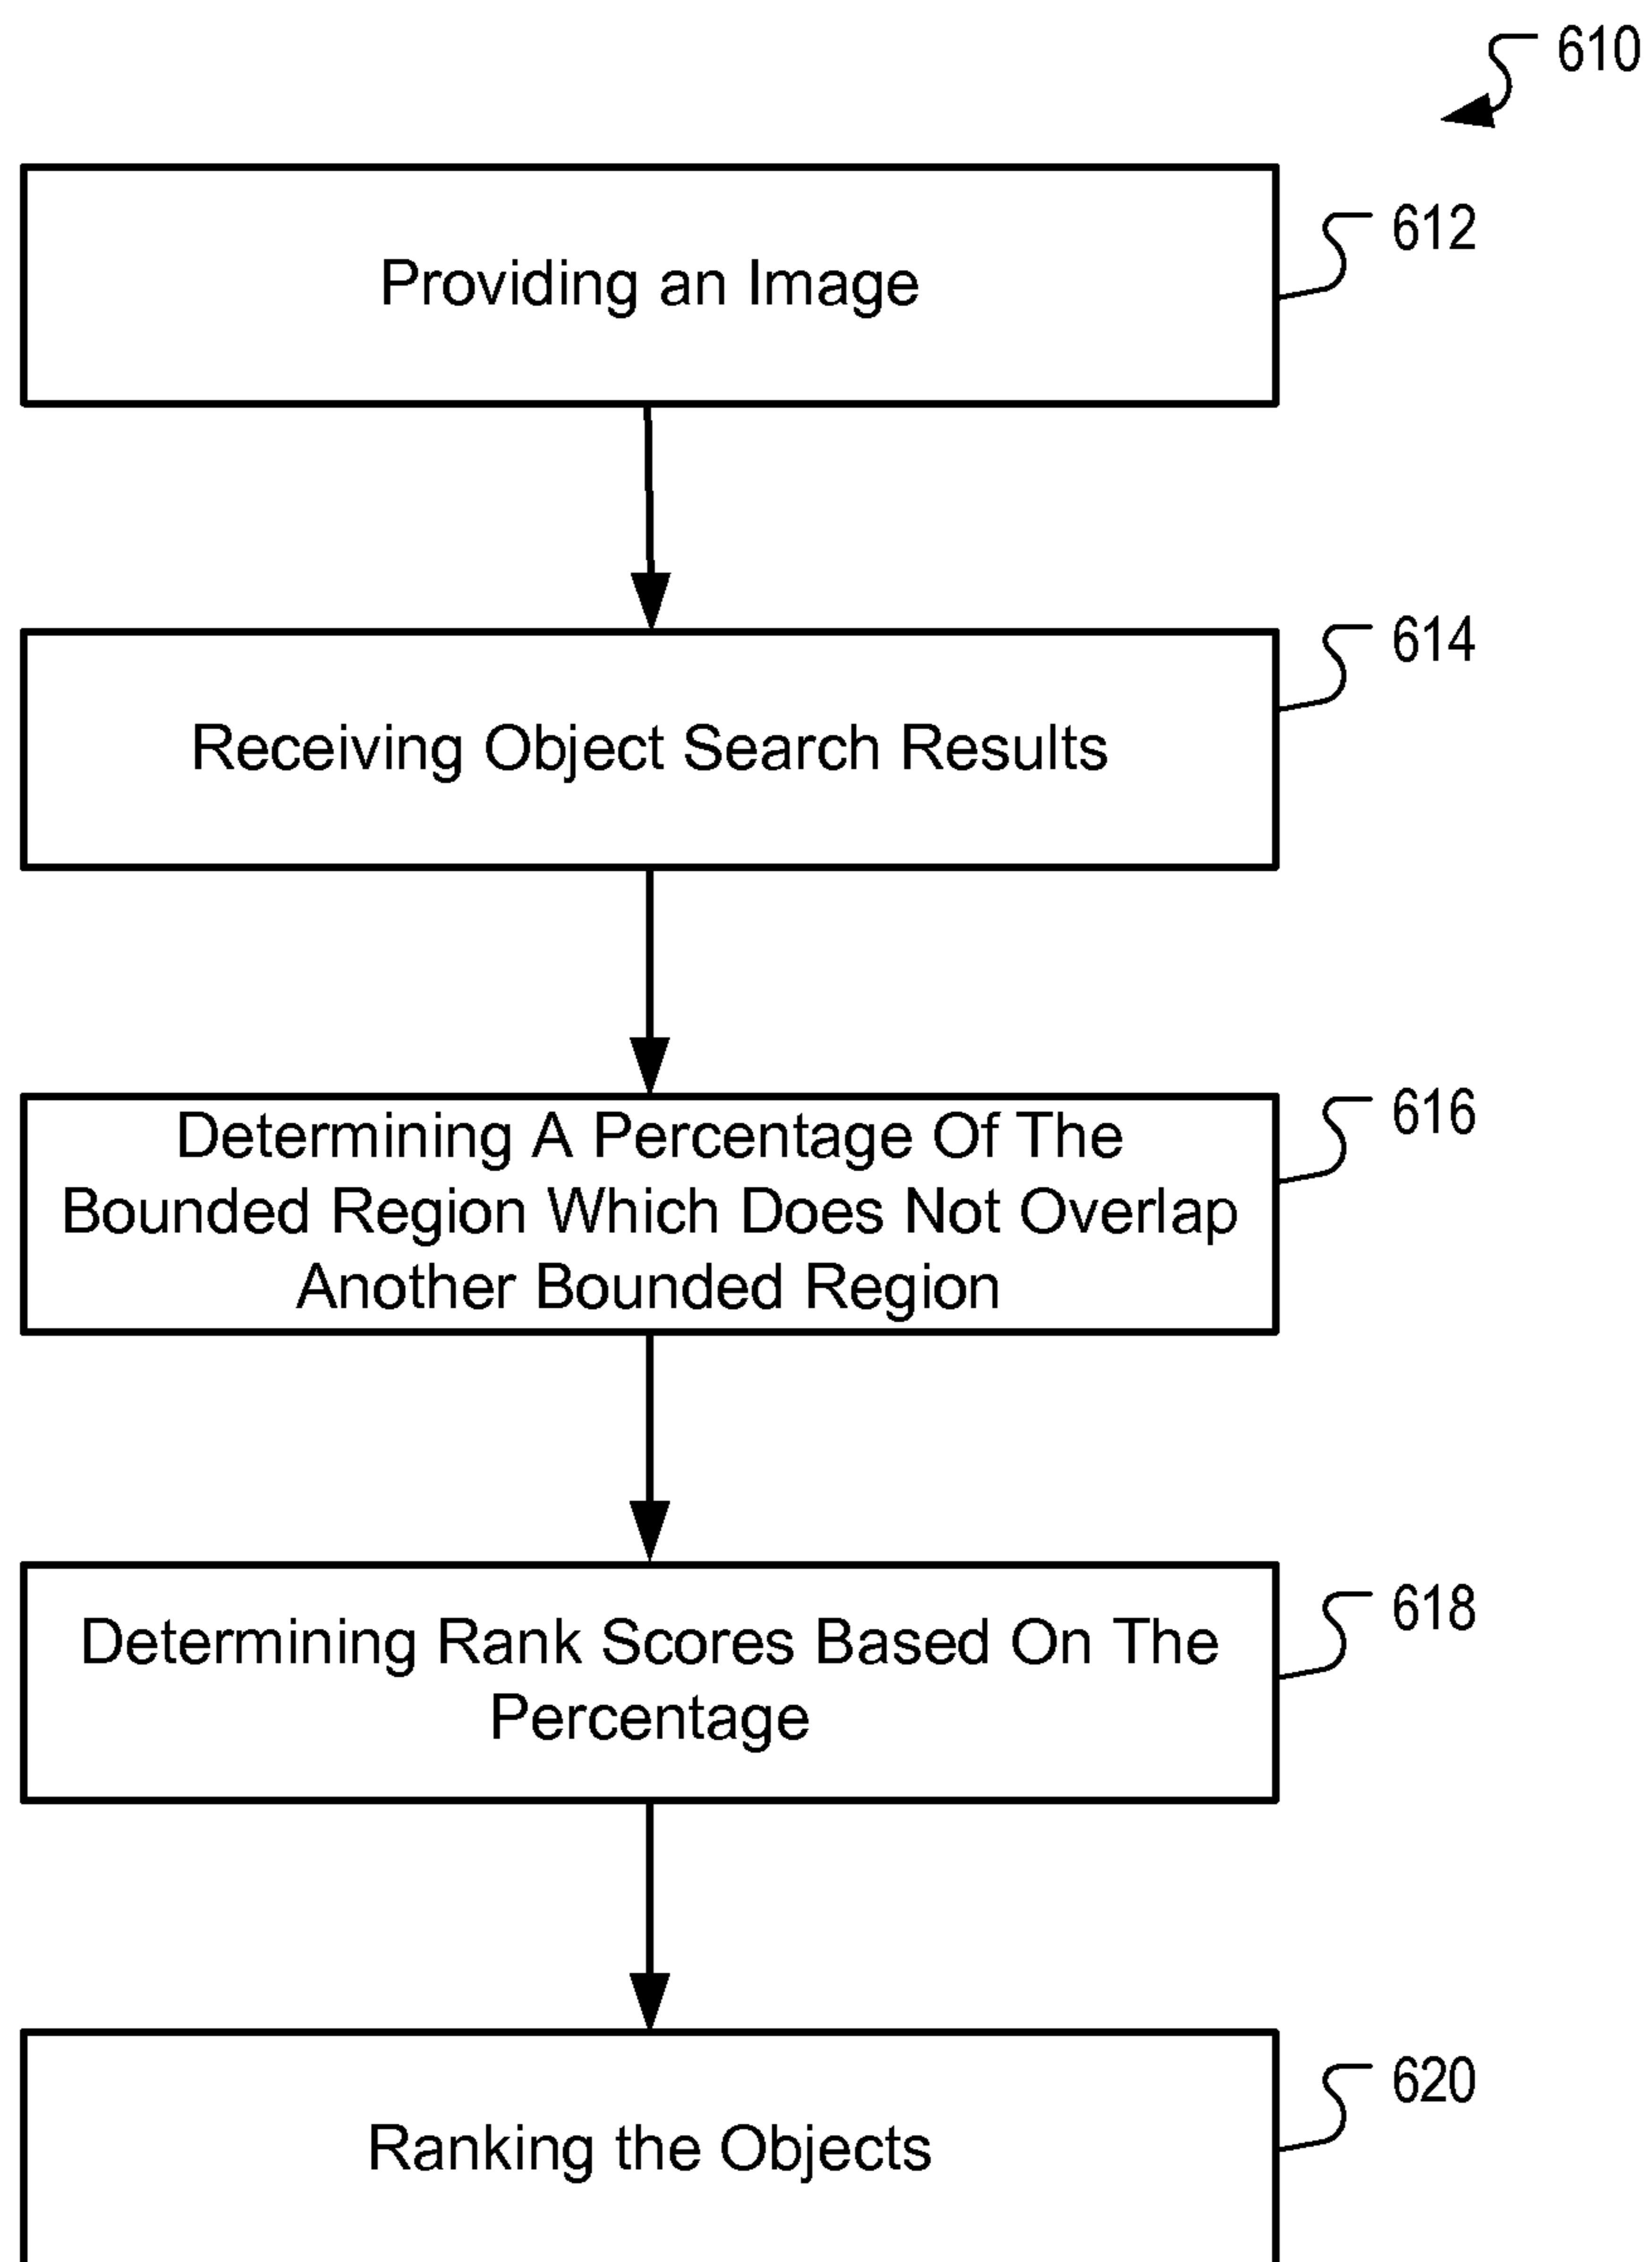 610
Providing an Image
612
Receiving Object Search Results
614
Determining A Percentage Of The
Bounded Region Which Does Not Overlap
Another Bounded Region
616
Determining Rank Scores Based On The
Percentage
618
Ranking the Objects
620